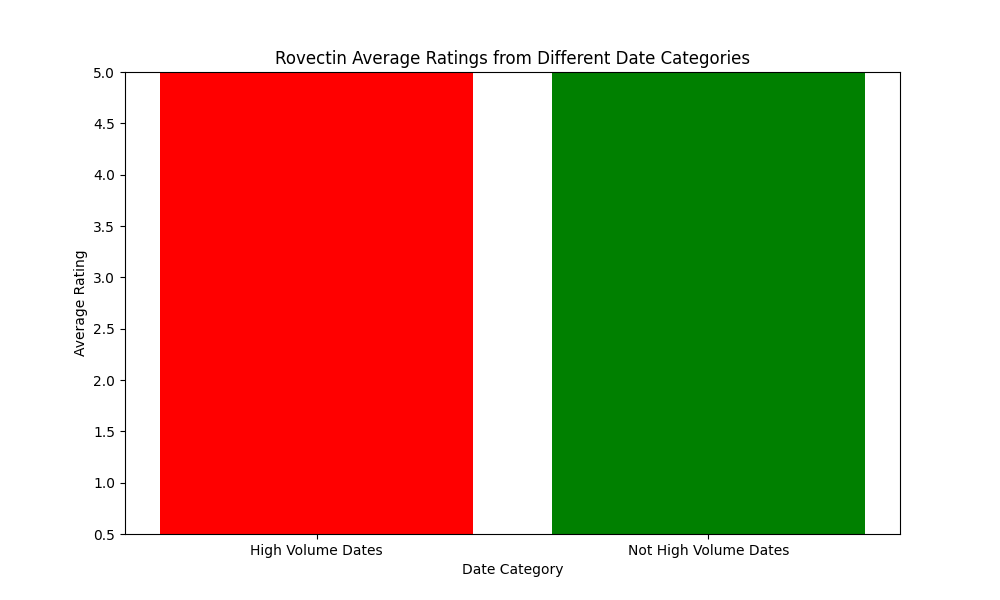 Rovectin Average Ratings from Different Date Categories
5.0
4.5
4.0
3.5
3.0
2.5
2.0
1.5
1.0
0.5
Average Rating
High Volume Dates
Not High Volume Dates
Date Category